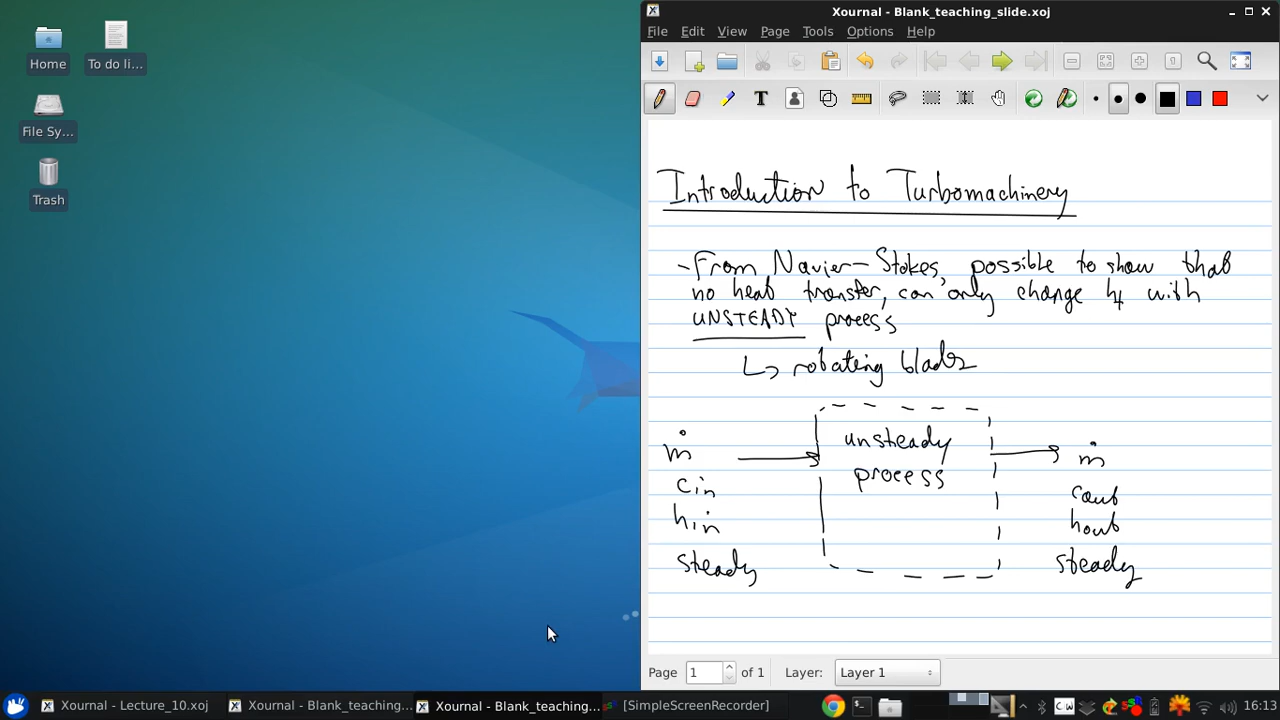 Xournal - Blank_teaching_slide.xoj
File Edit View Page Tools Options Help
Home
To do li...
File Sy...
Trash
Introduction to Turbomachinery
- From Navier-Stokes, possible to show that
no heat transfer, can only change ht with
UNSTEADY process
↳ rotating blades
unsteady
process
ṁ
cin
hin
steady
ṁ
cout
hout
steady
Page 1 of 1 Layer: Layer 1
Xournal - Lecture_10.xoj Xournal - Blank_teaching... Xournal - Blank_teaching... [SimpleScreenRecorder] 16:13